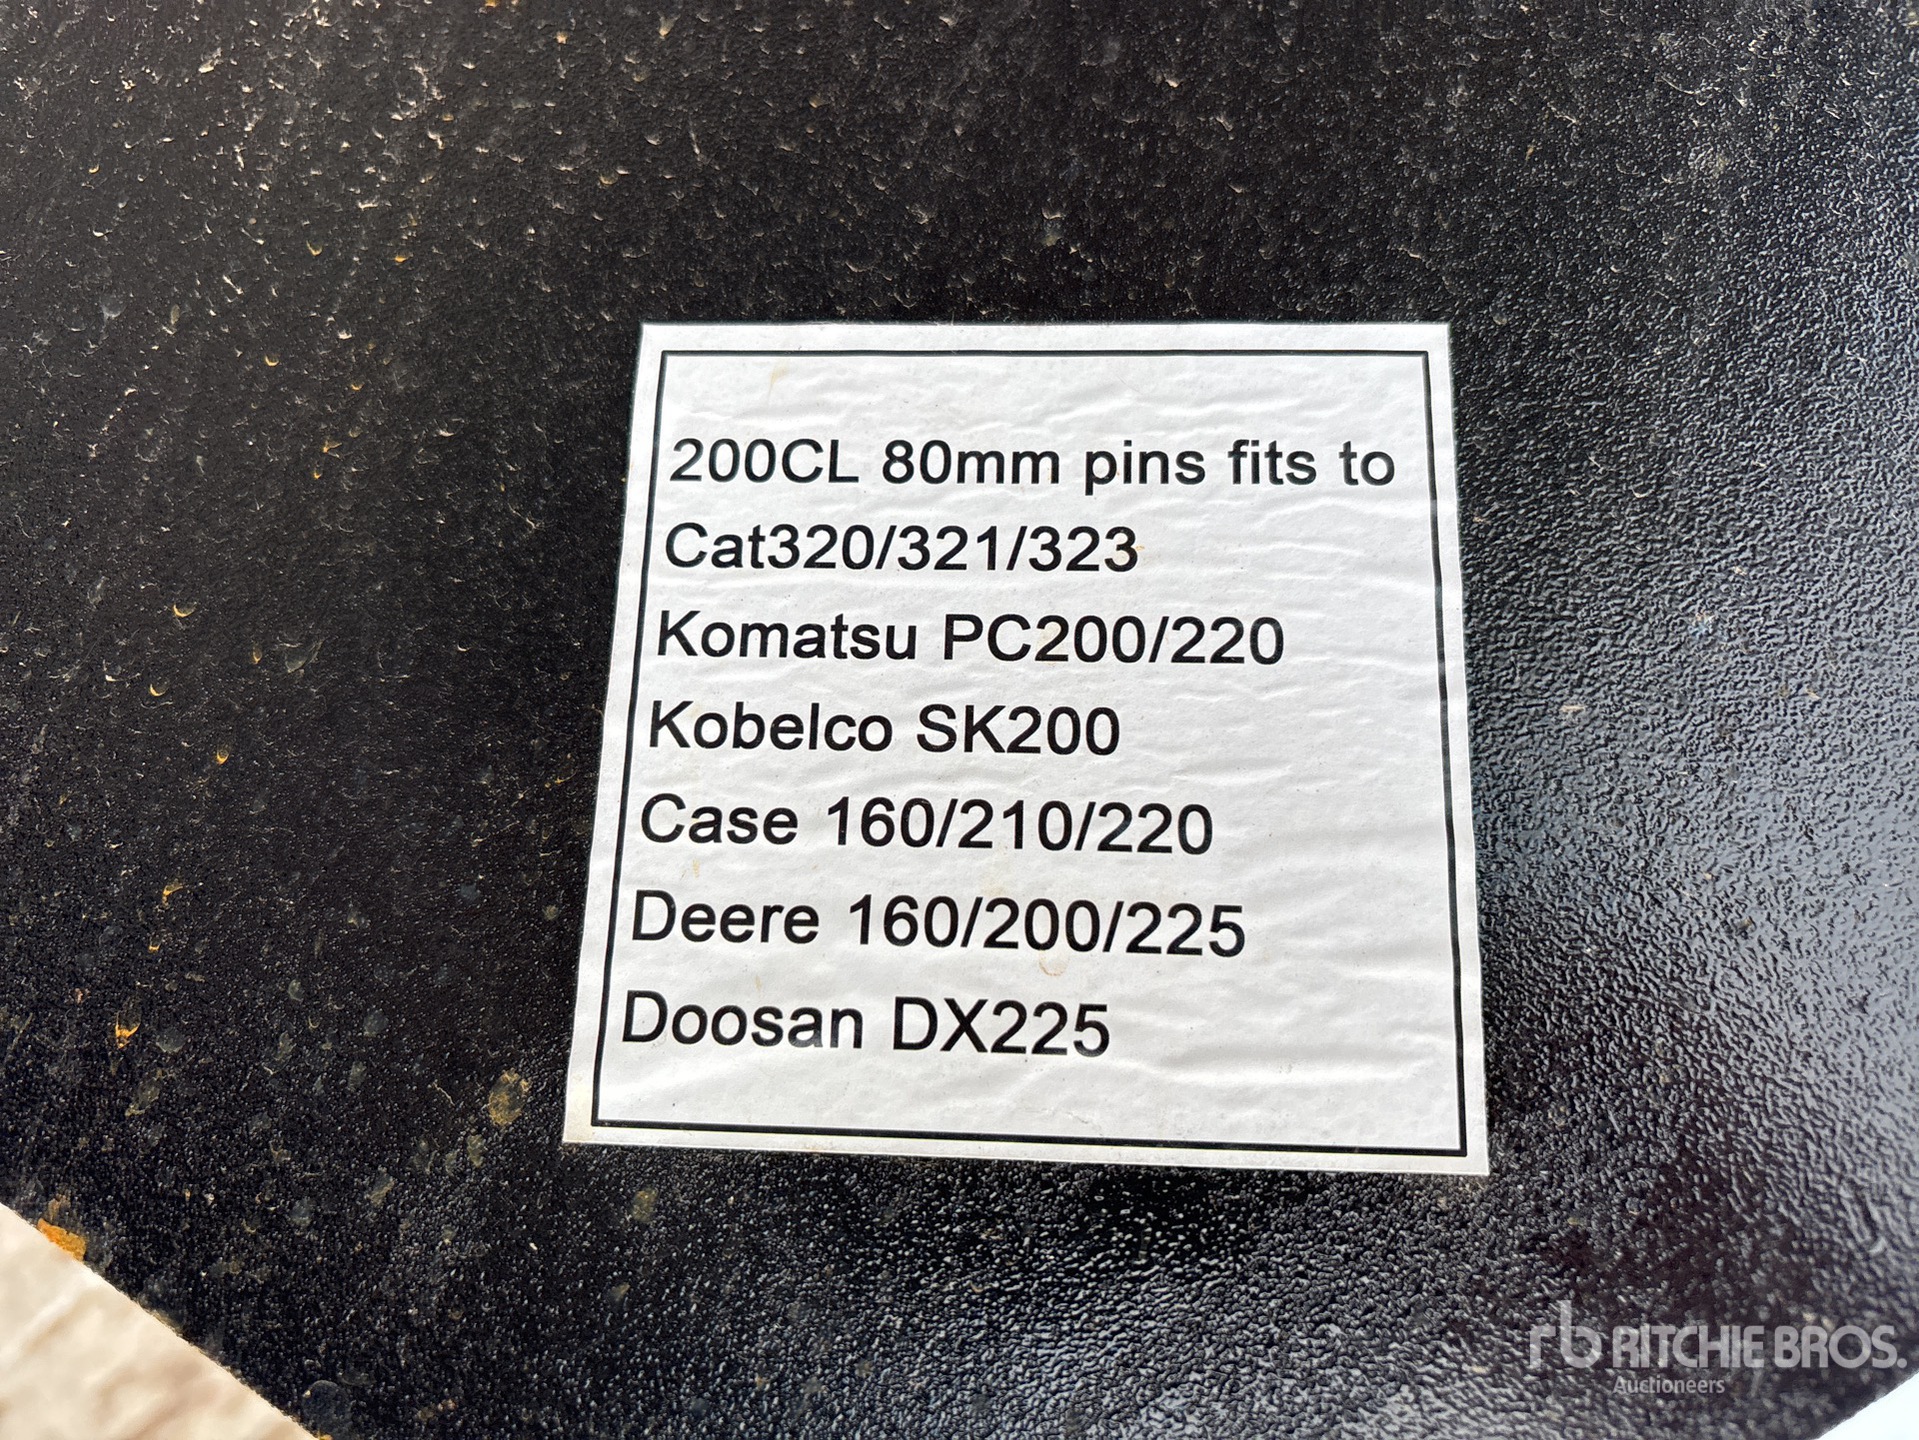 200CL 80mm pins fits to
Cat320/321/323
Komatsu PC200/220
Kobelco SK200
Case 160/210/220
Deere 160/200/225
Doosan DX225
rb RITCHIE BROS.
Auctioneers